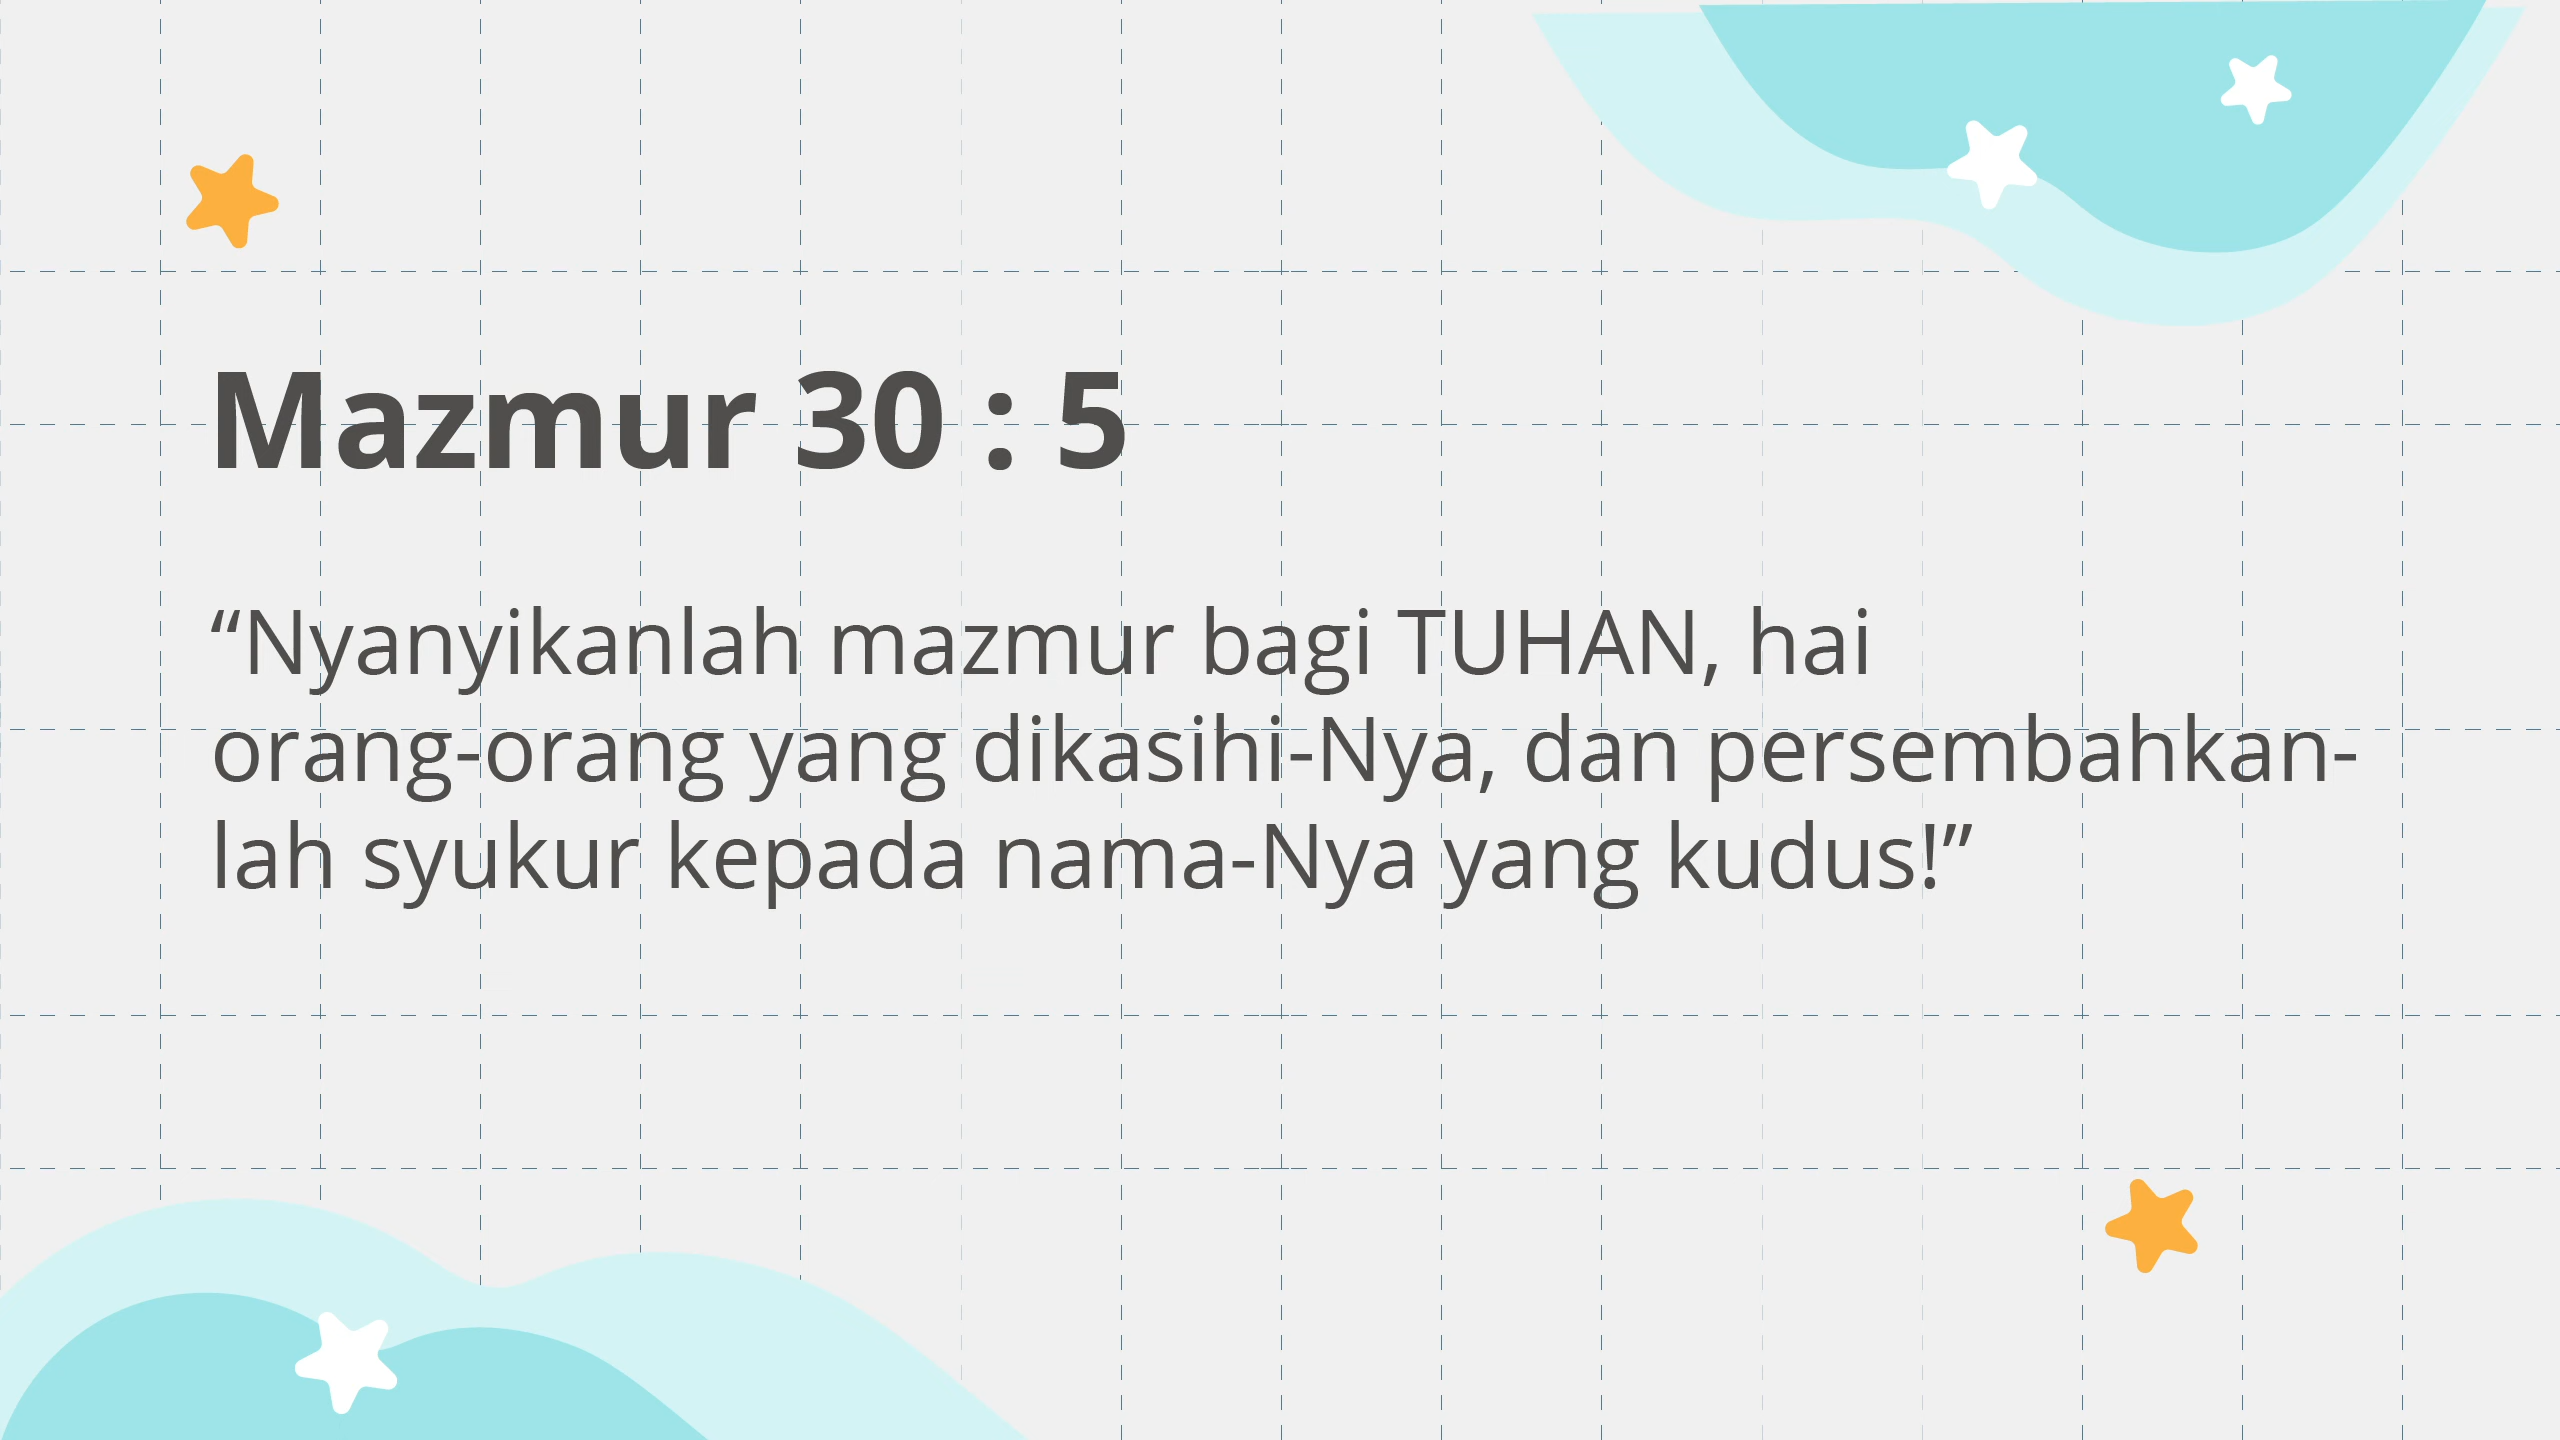 Mazmur 30 : 5
“Nyanyikanlah mazmur bagi TUHAN, hai
orang-orang yang dikasihi-Nya, dan persembahkan-
lah syukur kepada nama-Nya yang kudus!”